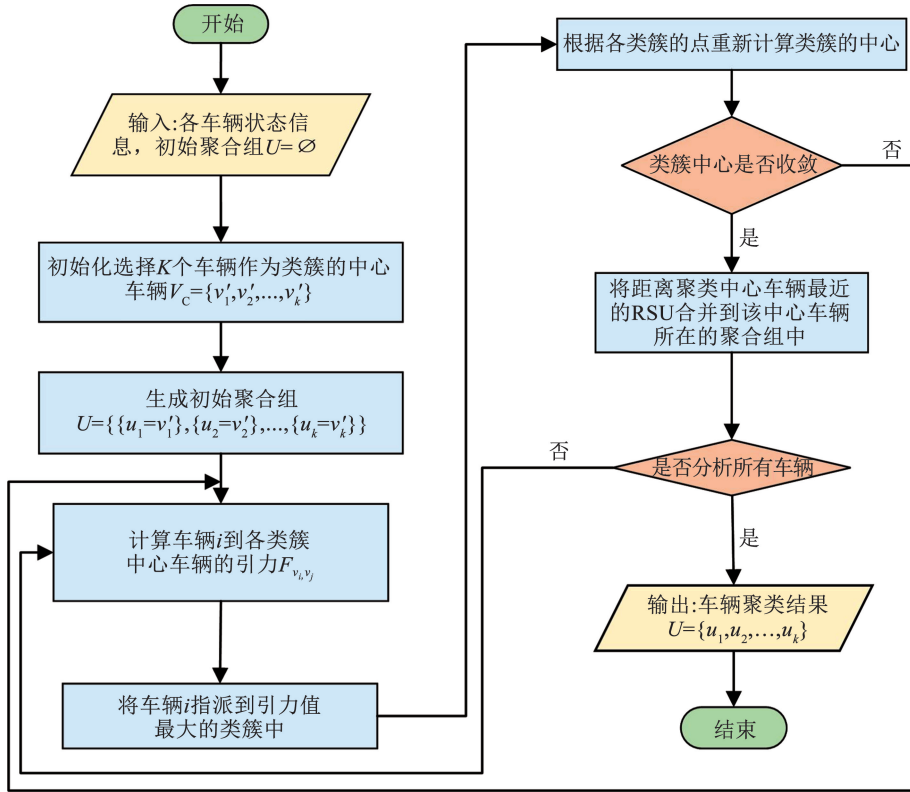 开始
输入:各车辆状态信
息，初始聚合组U=∅
初始化选择K个车辆作为类簇的中心
车辆V_C={v′_1,v′_2,...,v′_k}
生成初始聚合组
U={{u_1=v′_1},{u_2=v′_2},...,{u_k=v′_k}}
计算车辆i到各类簇
中心车辆的引力F_{v_i,v_j}
将车辆i指派到引力值
最大的类簇中
根据各类簇的点重新计算类簇的中心
类簇中心是否收敛
否
是
将距离聚类中心车辆最近
的RSU合并到该中心车辆
所在的聚合组中
是否分析所有车辆
否
是
输出:车辆聚类结果
U={u_1,u_2,...,u_k}
结束